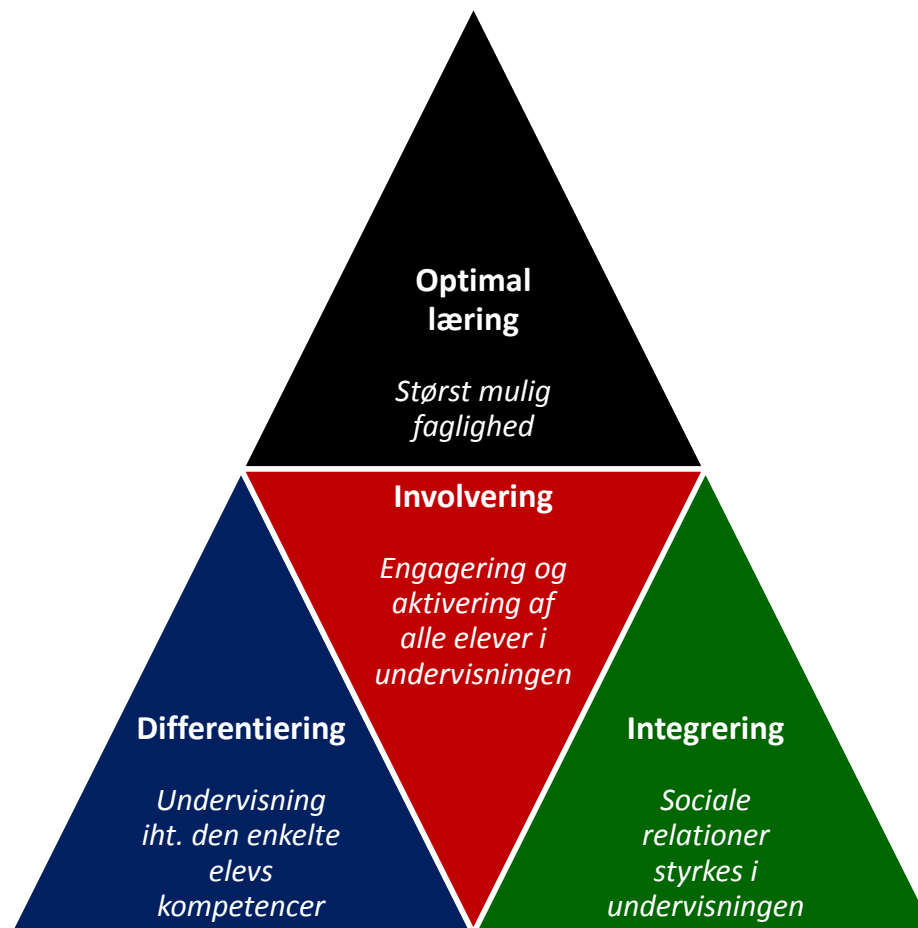 Optimal
læring
Størst mulig
faglighed
Involvering
Engagering og
aktivering af
alle elever i
undervisningen
Differentiering
Undervisning
iht. den enkelte
elevs
kompetencer
Integrering
Sociale
relationer
styrkes i
undervisningen